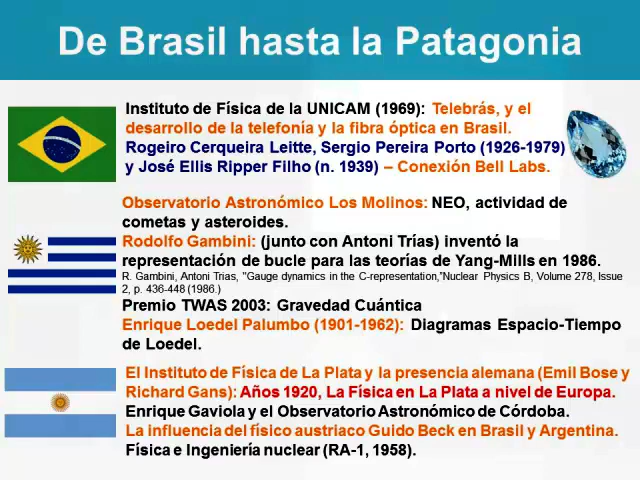 De Brasil hasta la Patagonia
Instituto de Física de la UNICAM (1969): Telebrás, y el
desarrollo de la telefonía y la fibra óptica en Brasil.
Rogeiro Cerqueira Leitte, Sergio Pereira Porto (1926-1979)
y José Ellis Ripper Filho (n. 1939) – Conexión Bell Labs.
Observatorio Astronómico Los Molinos: NEO, actividad de
cometas y asteroides.
Rodolfo Gambini: (junto con Antoni Trías) inventó la
representación de bucle para las teorías de Yang-Mills en 1986.
R. Gambini, Antoni Trias, "Gauge dynamics in the C-representation,"Nuclear Physics B, Volume 278, Issue
2, p. 436-448 (1986.)
Premio TWAS 2003: Gravedad Cuántica
Enrique Loedel Palumbo (1901-1962): Diagramas Espacio-Tiempo
de Loedel.
El Instituto de Física de La Plata y la presencia alemana (Emil Bose y
Richard Gans): Años 1920, La Física en La Plata a nivel de Europa.
Enrique Gaviola y el Observatorio Astronómico de Córdoba.
La influencia del físico austriaco Guido Beck en Brasil y Argentina.
Física e Ingeniería nuclear (RA-1, 1958).